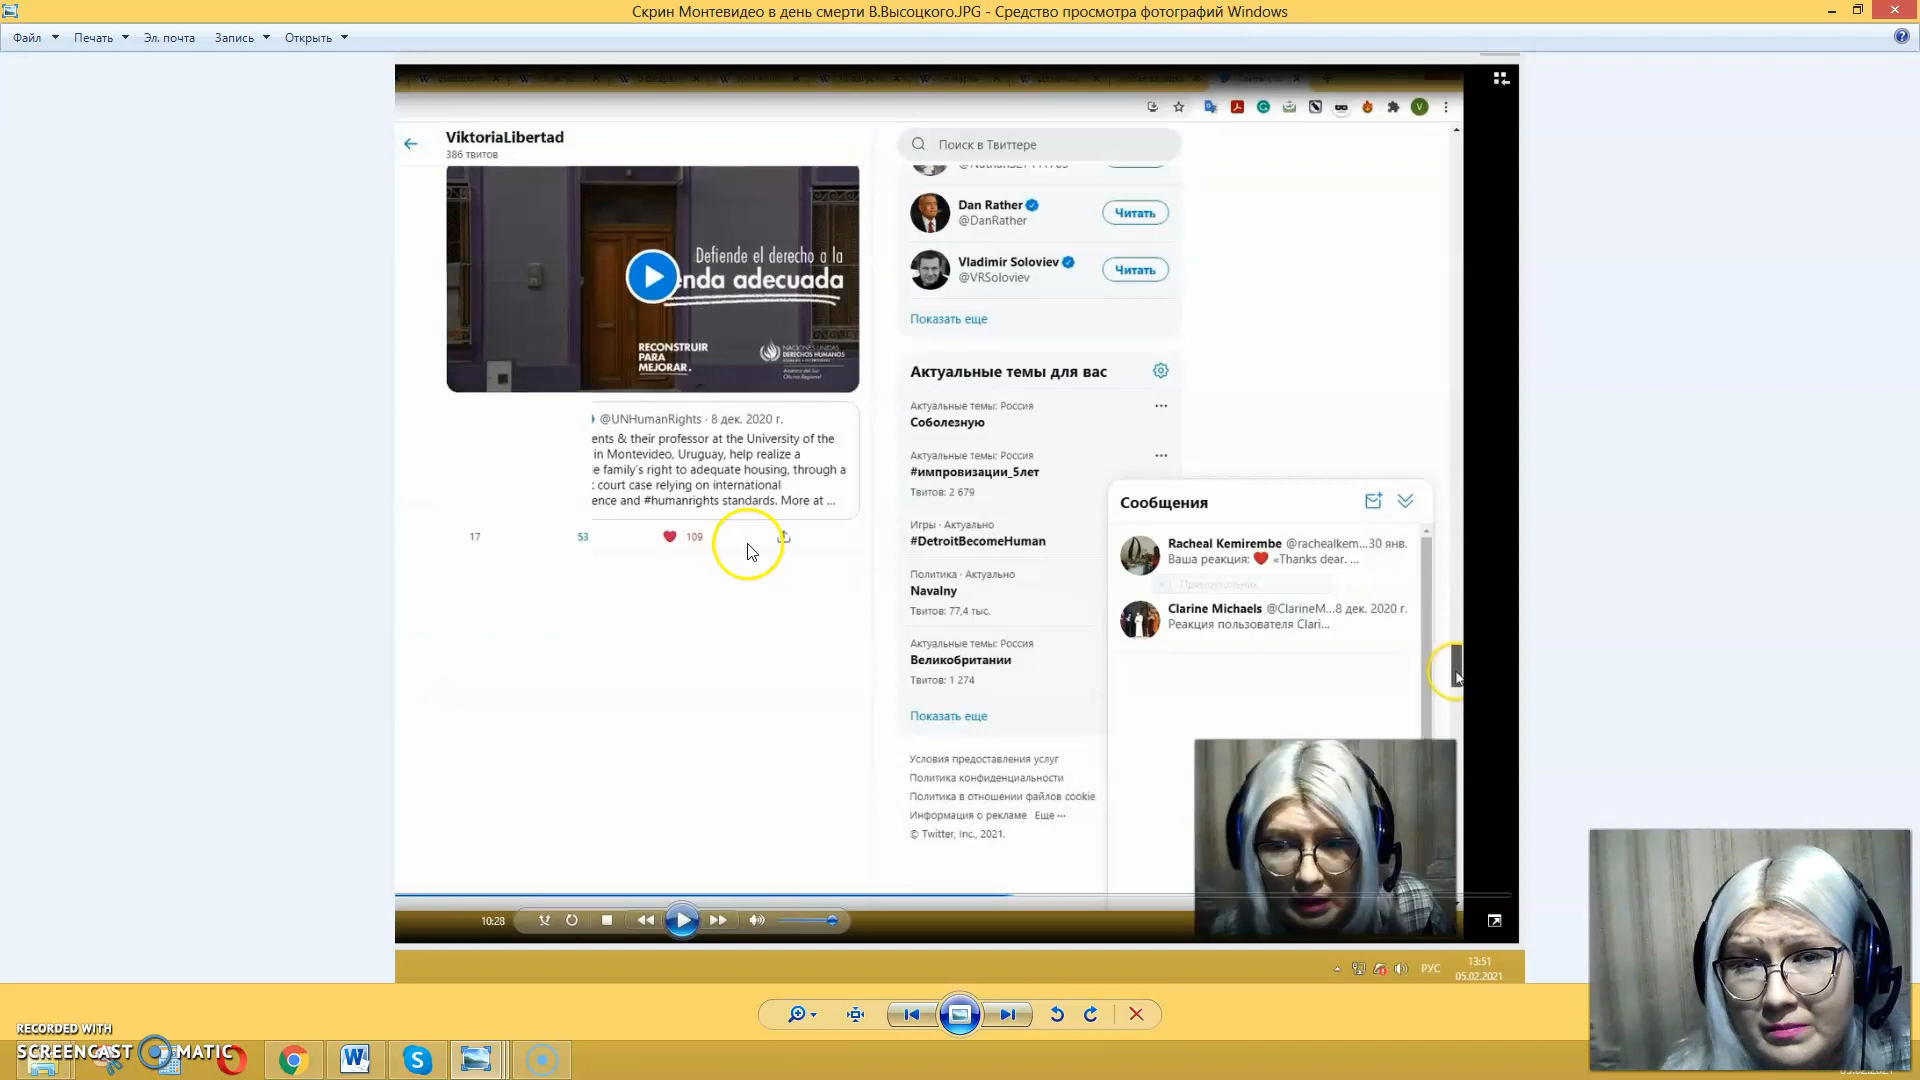 Скрин Монтевидео в день смерти В.Высоцкого.JPG - Средство просмотра фотографий Windows
Файл Печать Эл. почта Запись Открыть
ViktoriaLibertad
386 твитов
Поиск в Твиттере
Defiende el derecho a la
enda adecuada
RECONSTRUIR
PARA
MEJORAR.
NACIONES UNIDAS
DERECHOS HUMANOS
@UNHumanRights · 8 дек. 2020 г.
ents & their professor at the University of the
in Montevideo, Uruguay, help realize a
e family's right to adequate housing, through a
court case relying on international
ence and #humanrights standards. More at ...
17 53 109
Dan Rather
@DanRather
Читать
Vladimir Soloviev
@VRSoloviev
Читать
Показать еще
Актуальные темы для вас
Актуальные темы: Россия
Соболезную
Актуальные темы: Россия
#импровизации_5лет
Твитов: 2 679
Игры · Актуально
#DetroitBecomeHuman
Политика · Актуально
Navalny
Твитов: 77,4 тыс.
Актуальные темы: Россия
Великобритании
Твитов: 1 274
Показать еще
Условия предоставления услуг
Политика конфиденциальности
Политика в отношении файлов cookie
Информация о рекламе Еще ···
© Twitter, Inc., 2021.
Сообщения
Racheal Kemirembe @rachealkem...30 янв.
Ваша реакция: ❤ «Thanks dear. ...
Прямоугольник
Clarine Michaels @ClarineM...8 дек. 2020 г.
Реакция пользователя Clari...
10:28
РУС
13:51
05.02.2021
RECORDED WITH
SCREENCAST MATIC